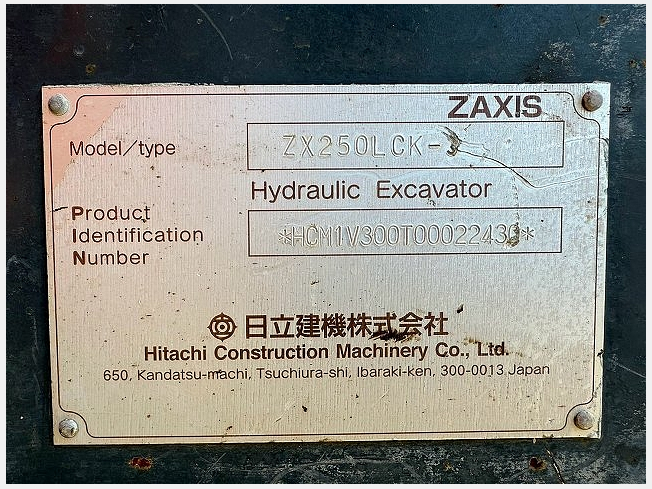 ZAXIS
Model/type ZX250LCK-3
Hydraulic Excavator
Product
Identification
Number
日立建機株式会社
Hitachi Construction Machinery Co., Ltd.
650, Kandatsu-machi, Tsuchiura-shi, Ibaraki-ken, 300-0013 Japan